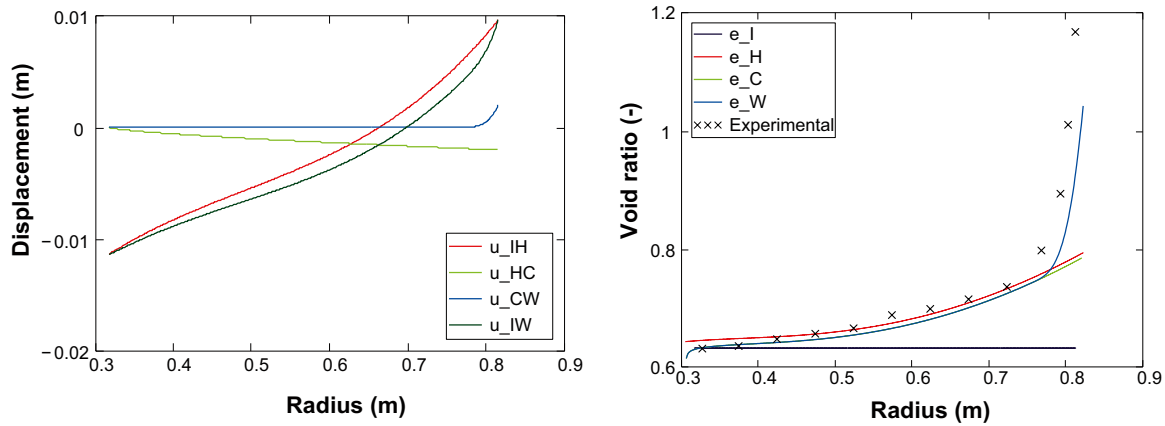 0.01
0
−0.01
−0.02
Displacement (m)
0.3
0.4
0.5
0.6
0.7
0.8
0.9
Radius (m)
u_IH
u_HC
u_CW
u_IW
1.2
1
0.8
0.6
Void ratio (-)
e_I
e_H
e_C
e_W
××× Experimental
0.3
0.4
0.5
0.6
0.7
0.8
0.9
Radius (m)